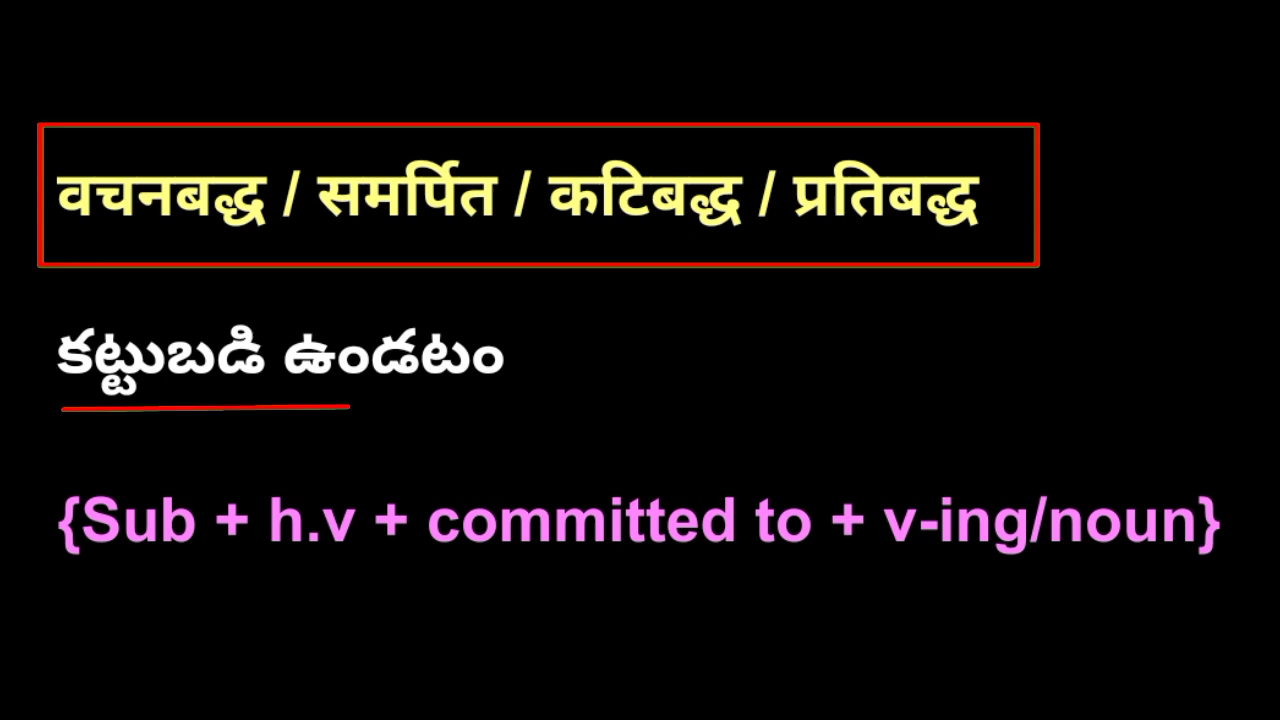 वचनबद्ध / समर्पित / कटिबद्ध / प्रतिबद्ध
కట్టుబడి ఉండటం
{Sub + h.v + committed to + v-ing/noun}